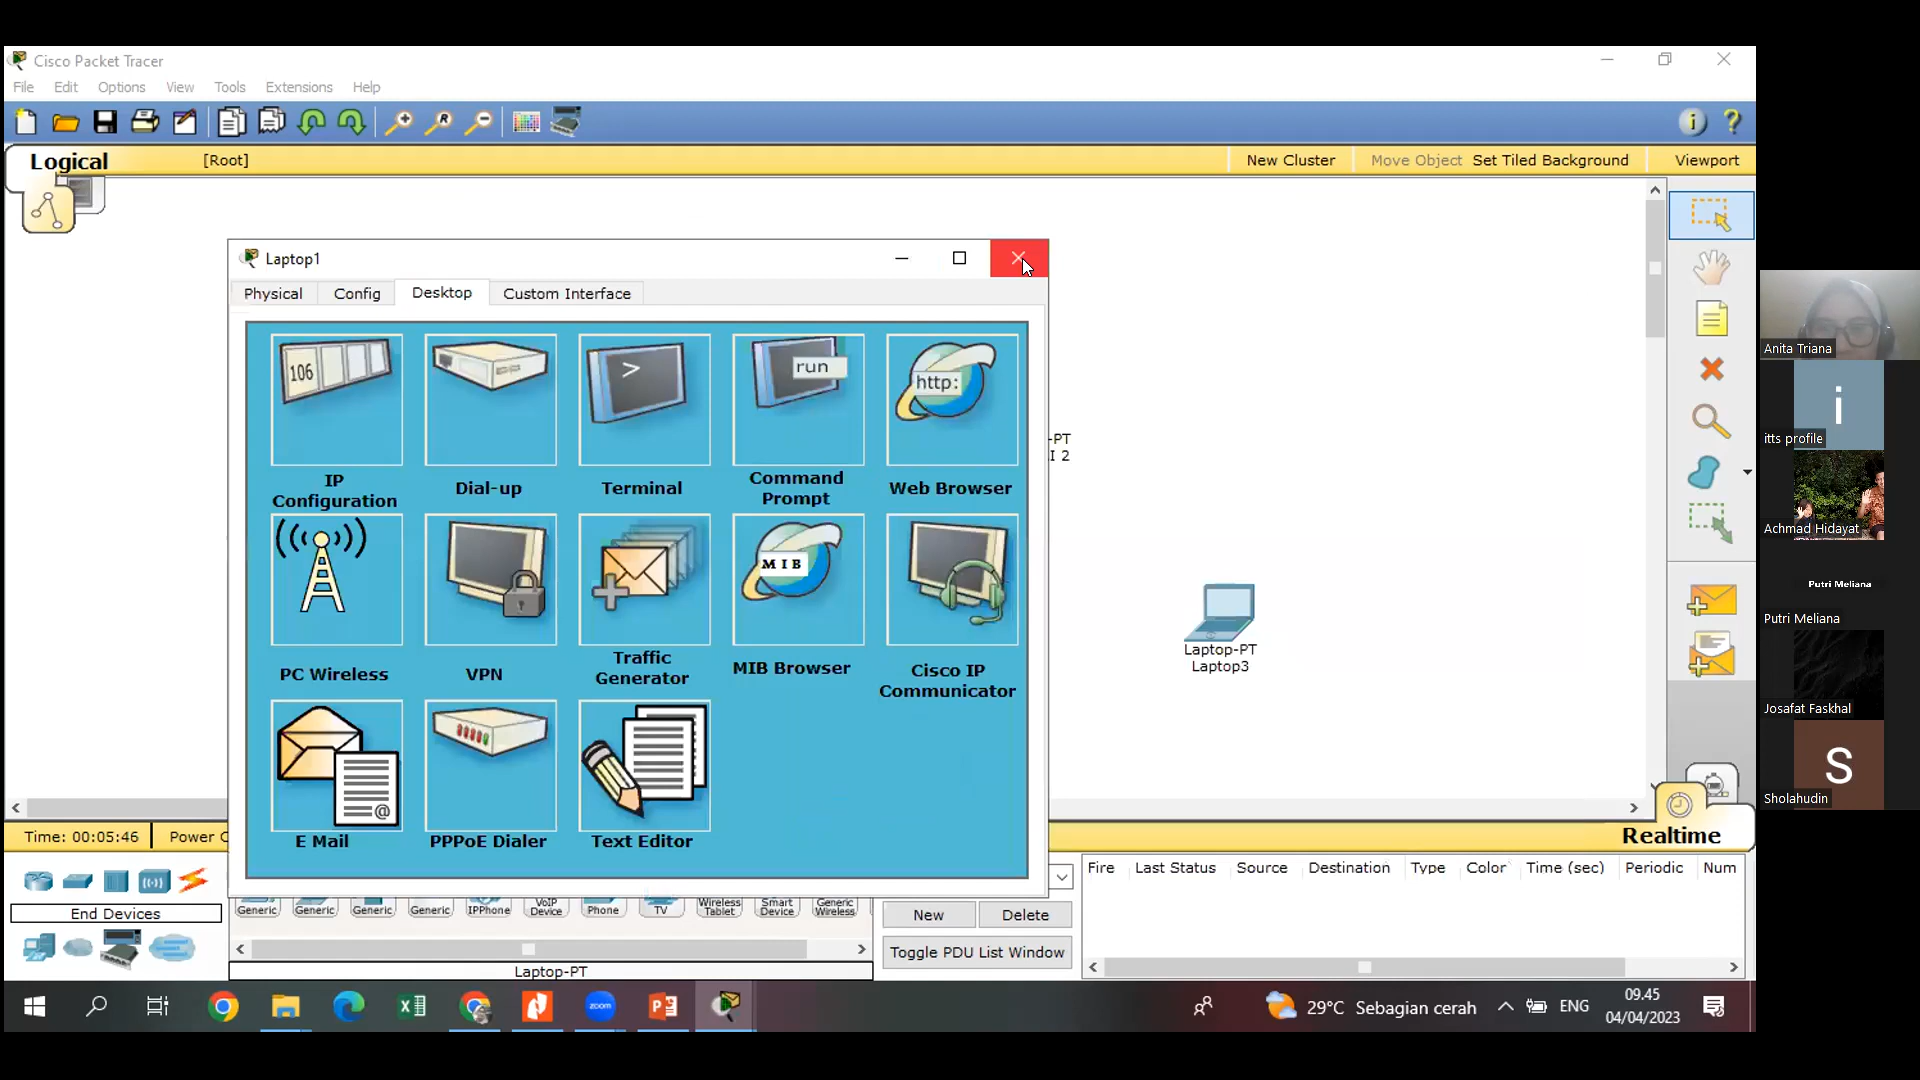 Cisco Packet Tracer
File Edit Options View Tools Extensions Help
Logical [Root] New Cluster Move Object Set Tiled Background Viewport
Laptop1
Physical Config Desktop Custom Interface
106
>
run
http:
IP Configuration
Dial-up
Terminal
Command Prompt
Web Browser
-PT
I 2
MIB
PC Wireless
VPN
Traffic Generator
MIB Browser
Cisco IP Communicator
@
E Mail
PPPoE Dialer
Text Editor
Laptop-PT
Laptop3
Time: 00:05:46 Power C
Realtime
Fire Last Status Source Destination Type Color Time (sec) Periodic Num
End Devices
Generic Generic Generic Generic IPPhone VoIP Device Phone TV Wireless Tablet Smart Device Generic Wireless
New Delete
Toggle PDU List Window
Laptop-PT
zoom
29°C Sebagian cerah ENG
09.45
04/04/2023
Anita Triana
i
itts profile
Achmad Hidayat
Putri Meliana
Putri Meliana
Josafat Faskhal
S
Sholahudin